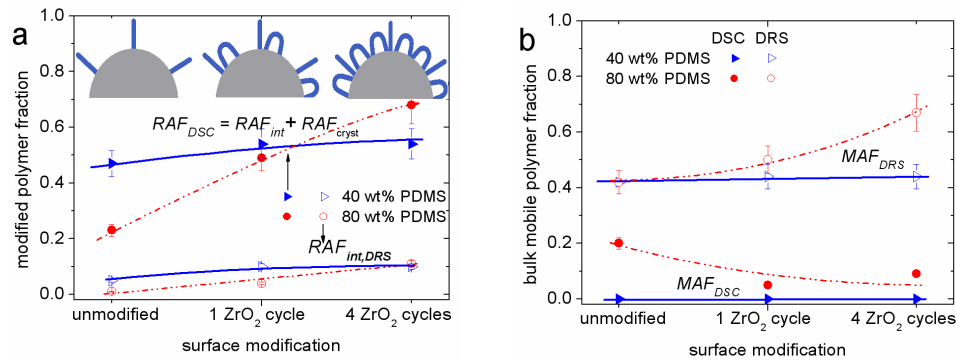 a
1.0
0.8
0.6
0.4
0.2
0.0
modified polymer fraction
RAF_DSC = RAF_int + RAF_cryst
40 wt% PDMS
80 wt% PDMS
RAF_int,DRS
unmodified 1 ZrO₂ cycle 4 ZrO₂ cycles
surface modification
b
1.0
0.8
0.6
0.4
0.2
0.0
bulk mobile polymer fraction
DSC DRS
40 wt% PDMS
80 wt% PDMS
MAF_DRS
MAF_DSC
unmodified 1 ZrO₂ cycle 4 ZrO₂ cycles
surface modification